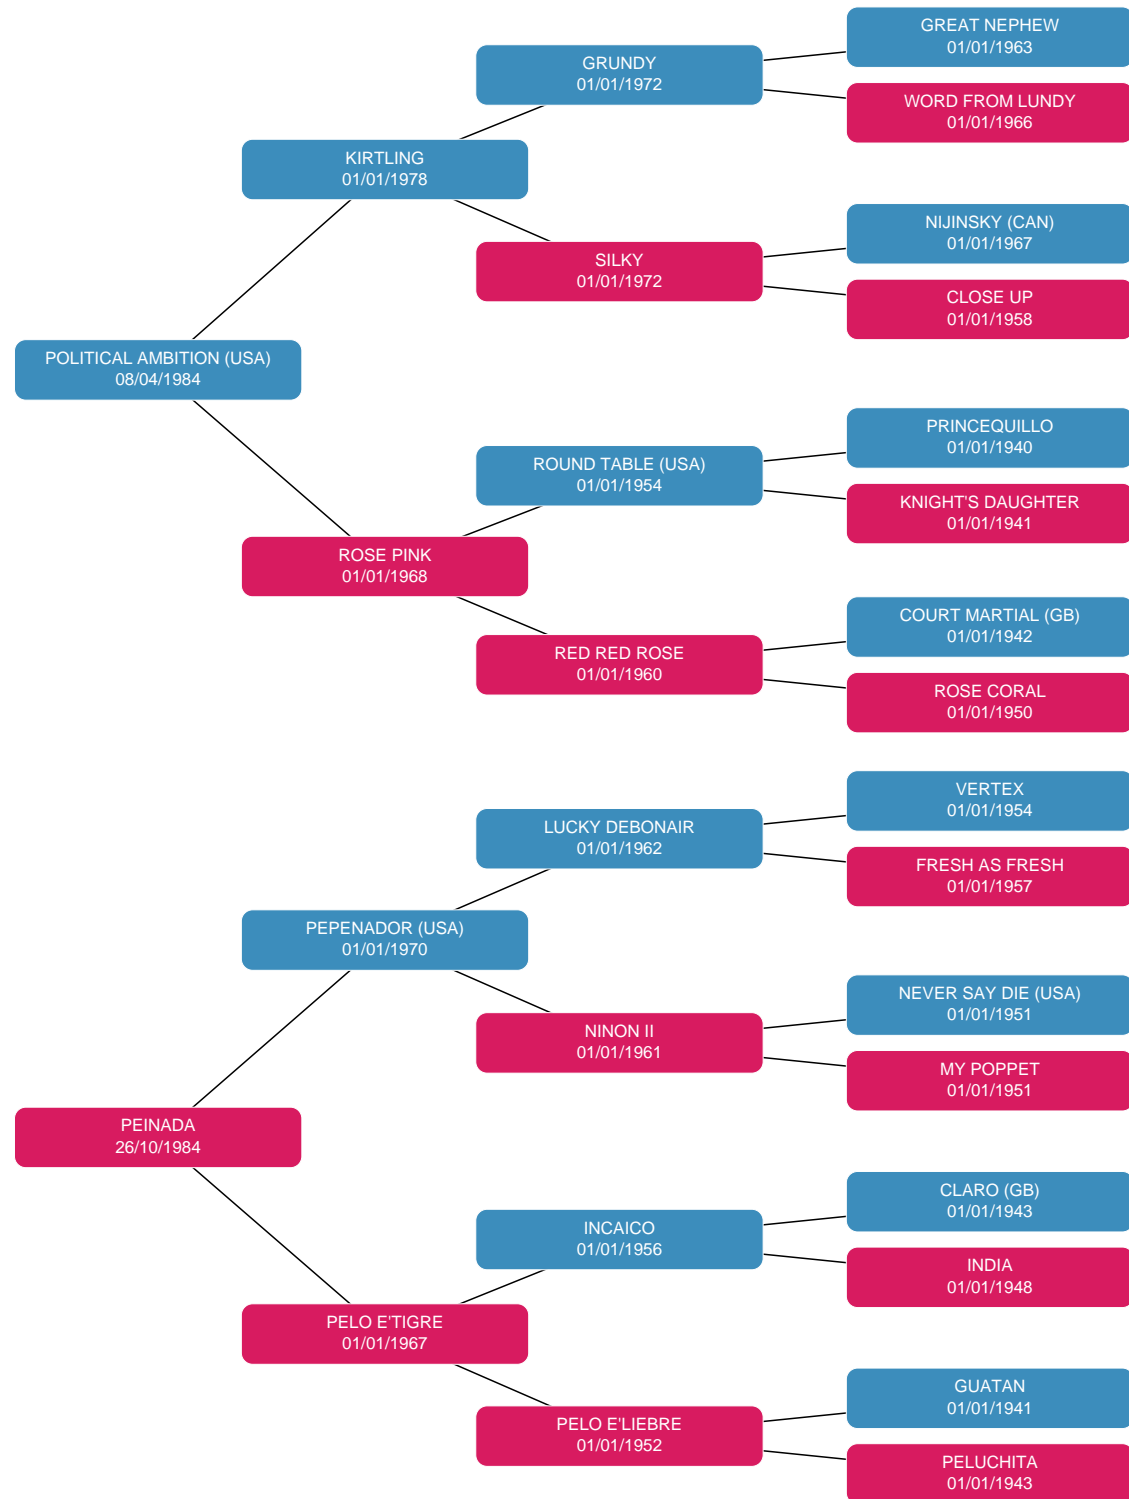 GREAT NEPHEW
01/01/1963
GRUNDY
01/01/1972
WORD FROM LUNDY
01/01/1966
KIRTLING
01/01/1978
NIJINSKY (CAN)
01/01/1967
SILKY
01/01/1972
CLOSE UP
01/01/1958
POLITICAL AMBITION (USA)
08/04/1984
PRINCEQUILLO
01/01/1940
ROUND TABLE (USA)
01/01/1954
KNIGHT'S DAUGHTER
01/01/1941
ROSE PINK
01/01/1968
COURT MARTIAL (GB)
01/01/1942
RED RED ROSE
01/01/1960
ROSE CORAL
01/01/1950
VERTEX
01/01/1954
LUCKY DEBONAIR
01/01/1962
FRESH AS FRESH
01/01/1957
PEPENADOR (USA)
01/01/1970
NEVER SAY DIE (USA)
01/01/1951
NINON II
01/01/1961
MY POPPET
01/01/1951
PEINADA
26/10/1984
CLARO (GB)
01/01/1943
INCAICO
01/01/1956
INDIA
01/01/1948
PELO E'TIGRE
01/01/1967
GUATAN
01/01/1941
PELO E'LIEBRE
01/01/1952
PELUCHITA
01/01/1943